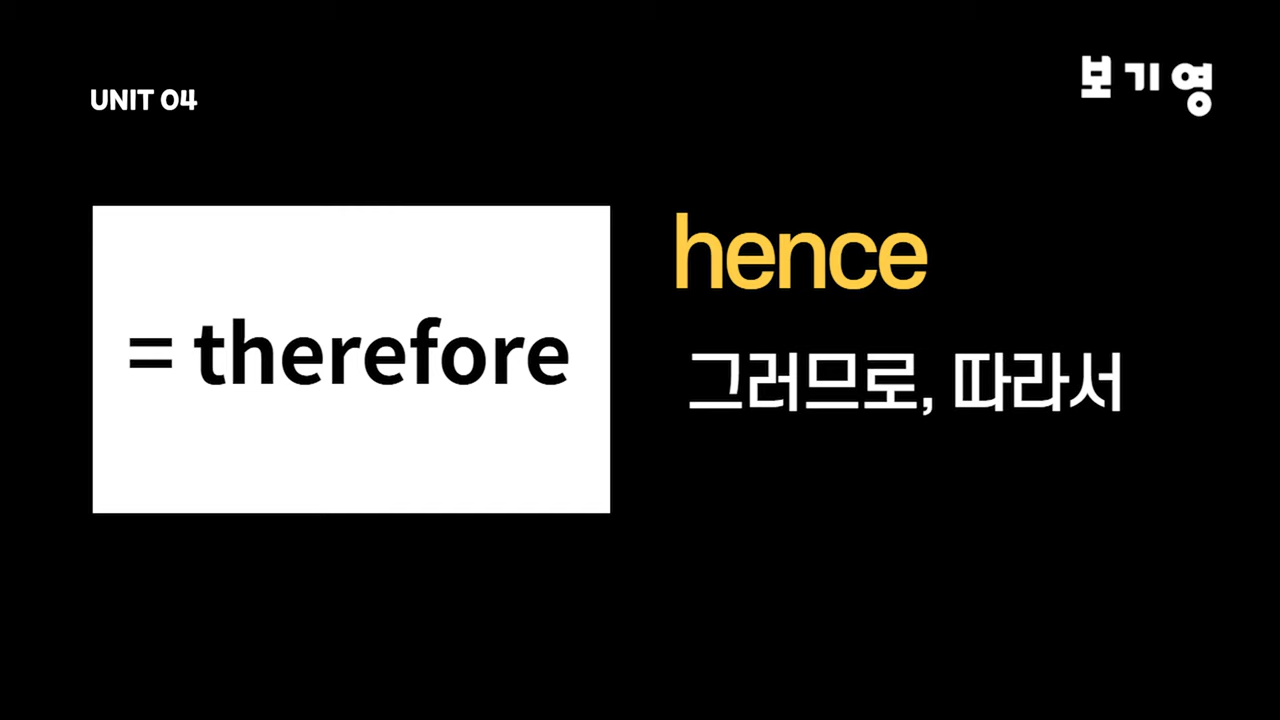 UNIT 04
보기영
= therefore
hence
그러므로, 따라서